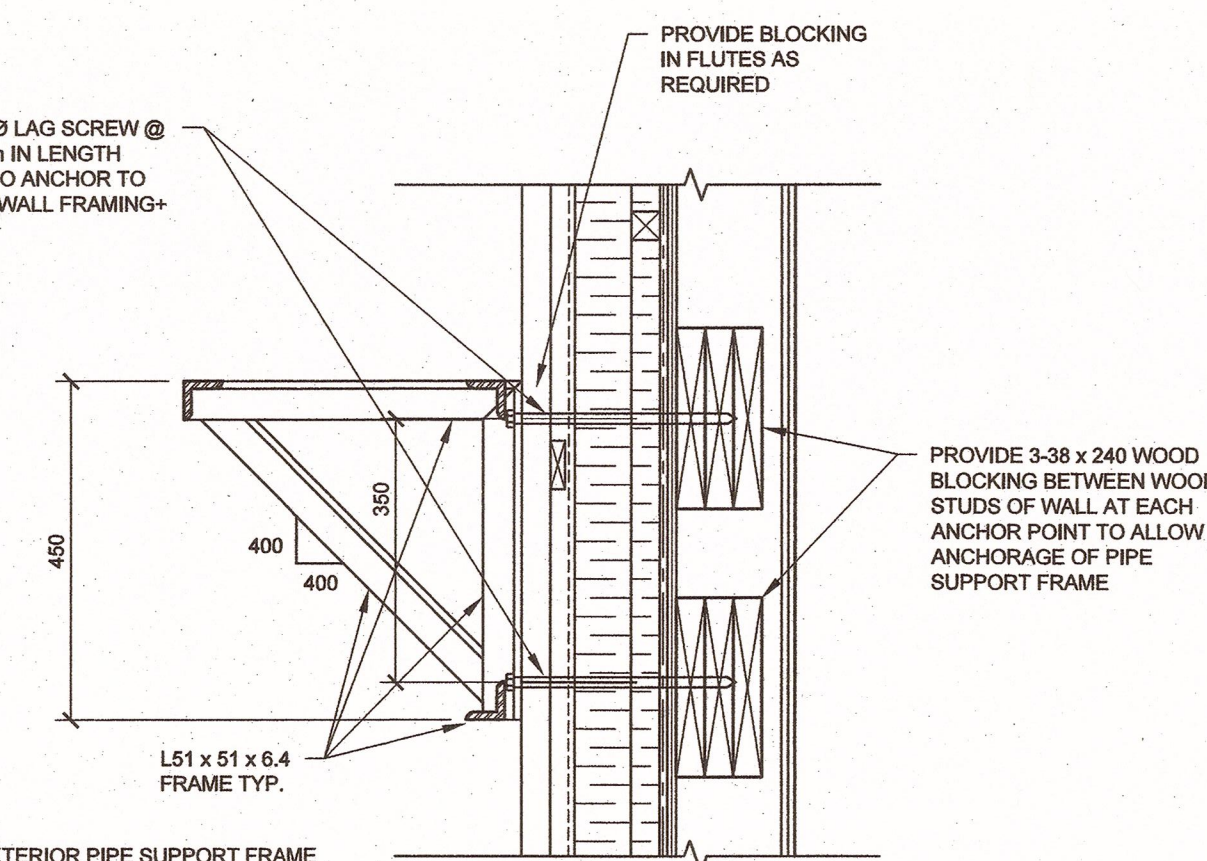 PROVIDE BLOCKING
IN FLUTES AS
REQUIRED
Ø LAG SCREW @
IN LENGTH
ANCHOR TO
WALL FRAMING+
450
350
400
400
PROVIDE 3-38 x 240 WOOD
BLOCKING BETWEEN
STUDS OF WALL AT EACH
ANCHOR POINT TO ALLOW
ANCHORAGE OF PIPE
SUPPORT FRAME
L51 x 51 x 6.4
FRAME TYP.
PIPE SUPPORT FRAME